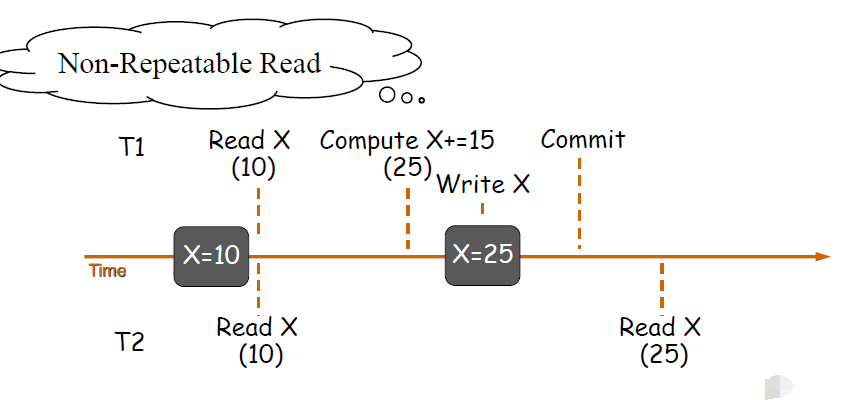 Non-Repeatable Read
T1
Read X
(10)
Compute X+=15
(25)
Write X
Commit
X=10
X=25
Time
T2
Read X
(10)
Read X
(25)